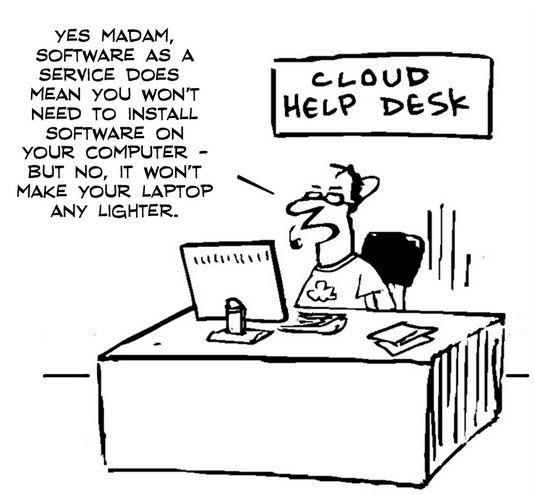 YES MADAM,
SOFTWARE AS A
SERVICE DOES
MEAN YOU WON'T
NEED TO INSTALL
SOFTWARE ON
YOUR COMPUTER -
BUT NO, IT WON'T
MAKE YOUR LAPTOP
ANY LIGHTER.
CLOUD
HELP DESK